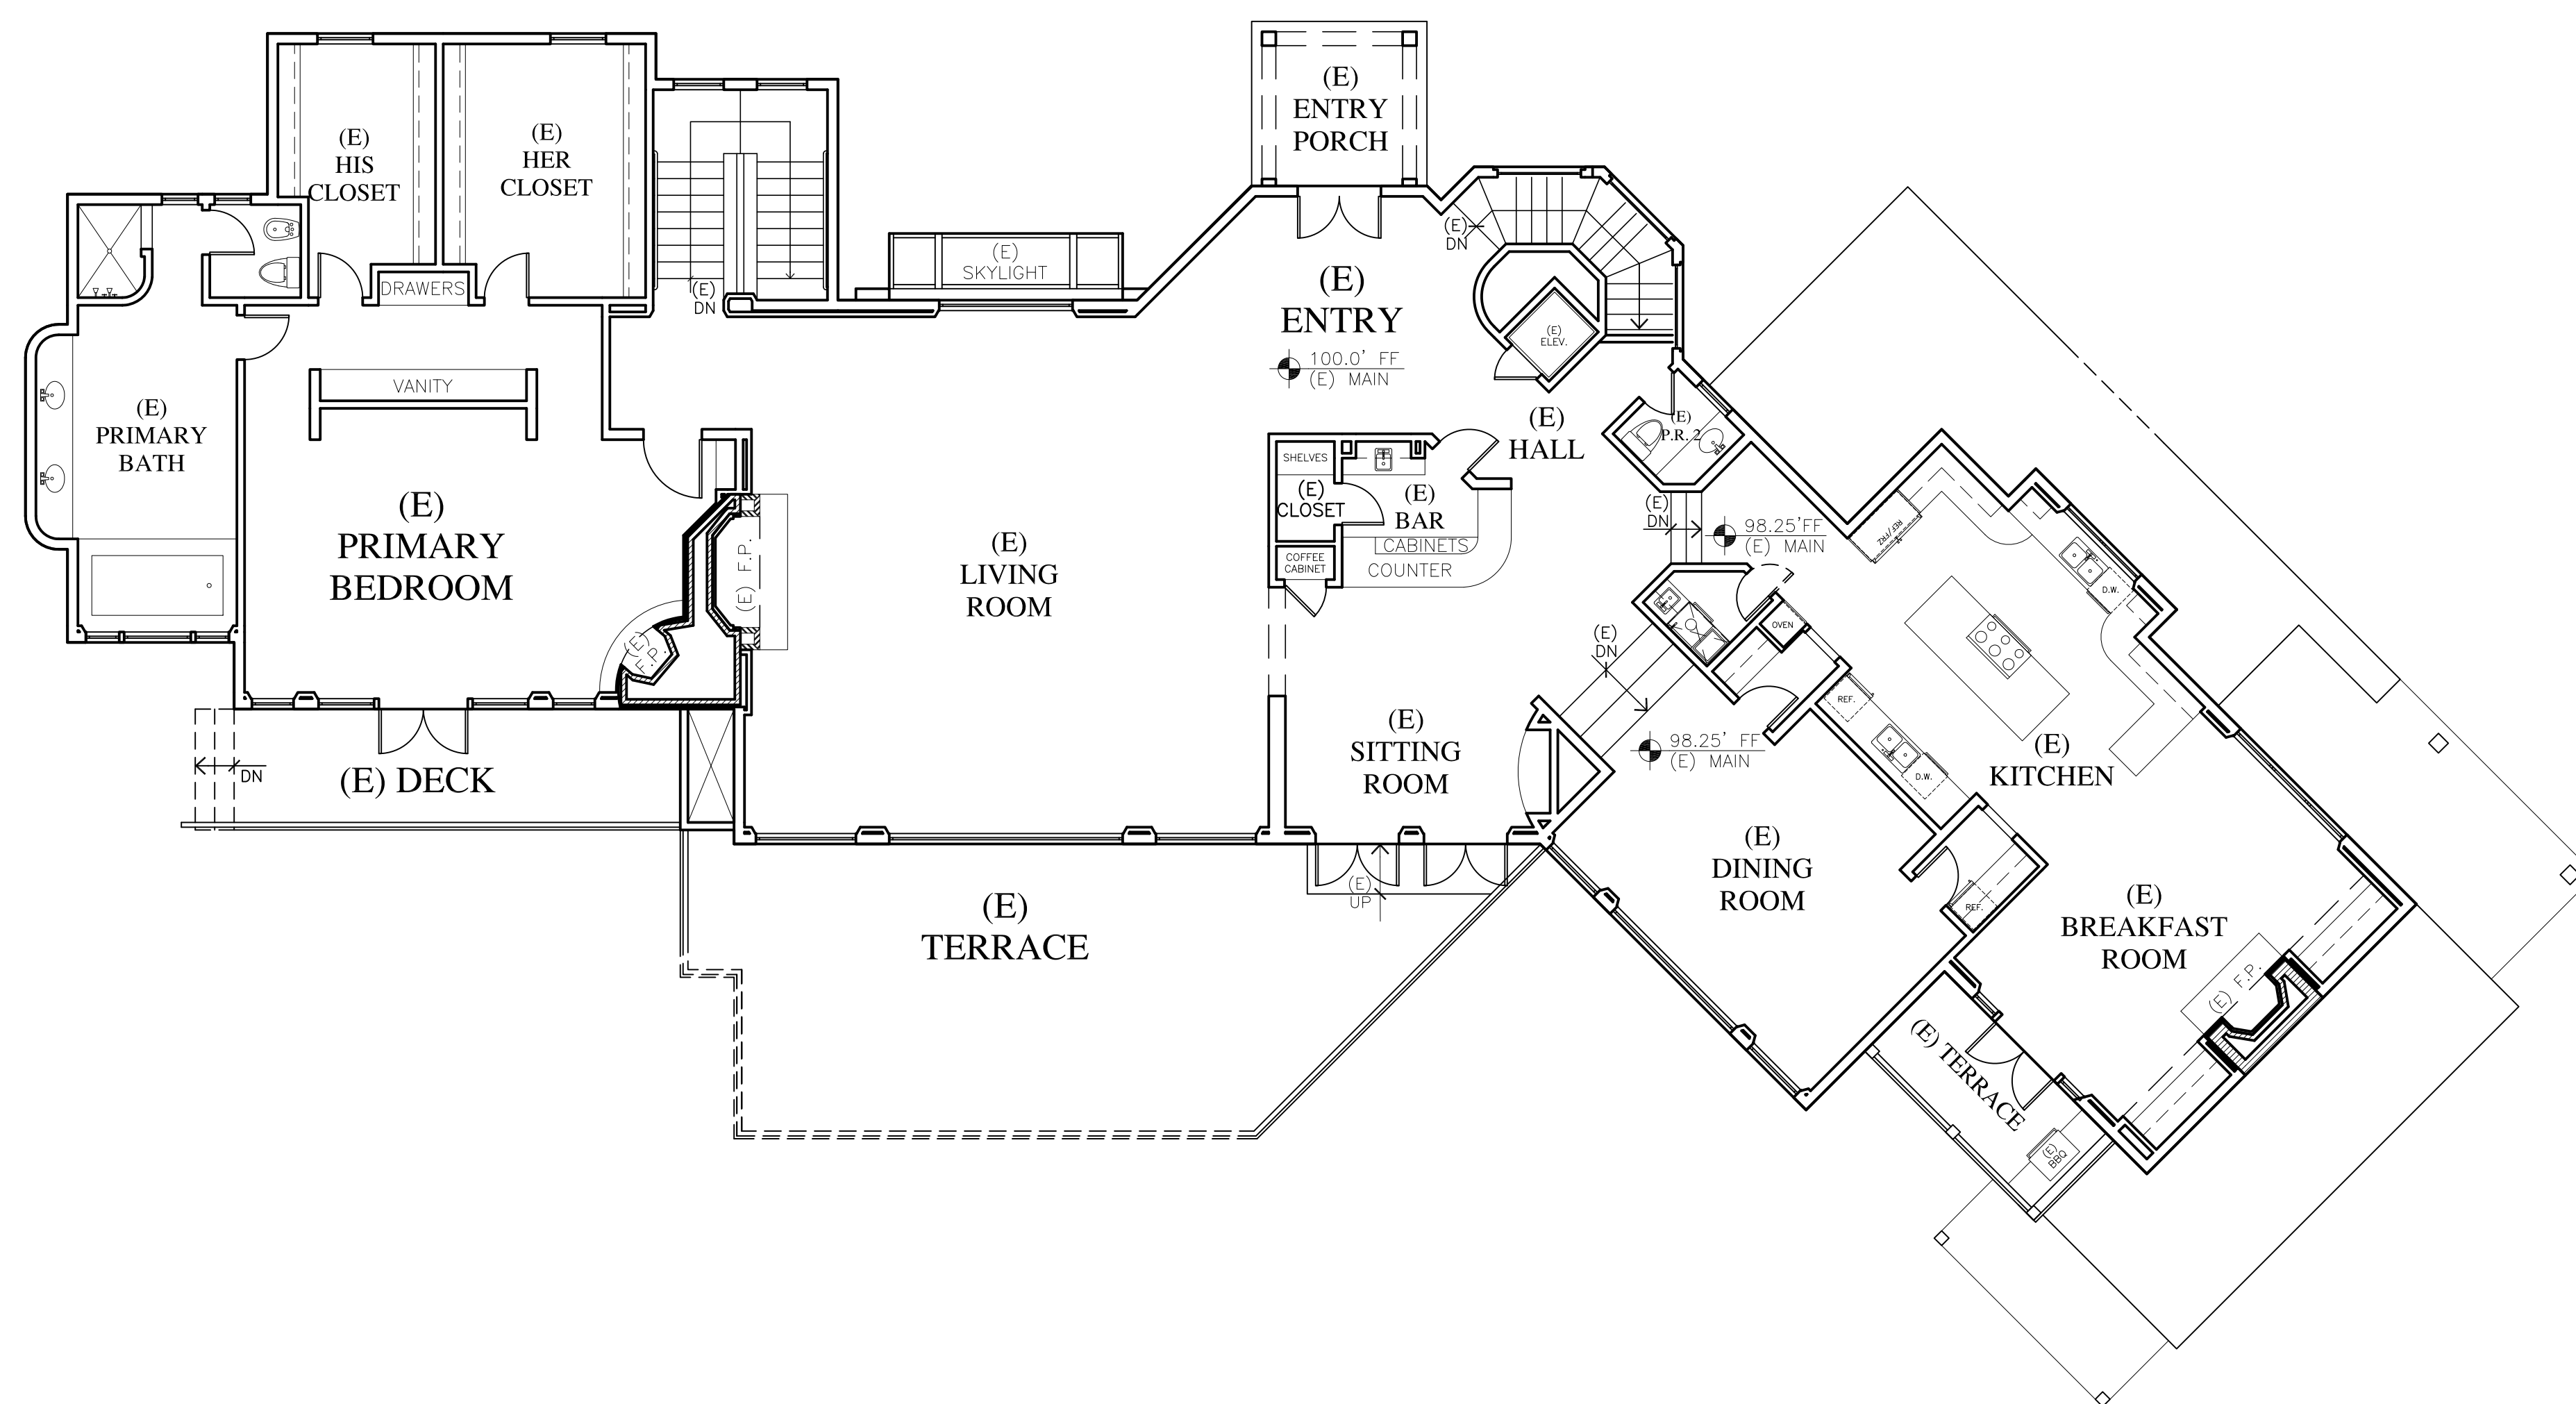 (E)
ENTRY
PORCH
(E)
HIS
CLOSET
(E)
HER
CLOSET
DRAWERS
(E)
DN
(E)
SKYLIGHT
(E)
DN
(E)
ENTRY
100.0' FF
(E) MAIN
(E)
ELEV.
VANITY
(E)
PRIMARY
BATH
(E)
PRIMARY
BEDROOM
(E) F.P.
(E)
F.P.
(E)
LIVING
ROOM
SHELVES
(E)
CLOSET
COFFEE
CABINET
(E)
BAR
CABINETS
COUNTER
(E)
HALL
(E)
P.R. 2
(E)
DN
98.25'FF
(E) MAIN
REF/FRZ
D.W.
OVEN
(E)
DN
REF.
D.W.
(E)
KITCHEN
98.25' FF
(E) MAIN
(E)
SITTING
ROOM
DN
(E) DECK
(E)
DINING
ROOM
REF.
(E)
BREAKFAST
ROOM
(E) F.P.
(E)
UP
(E)
TERRACE
(E) TERRACE
(E)
BBQ